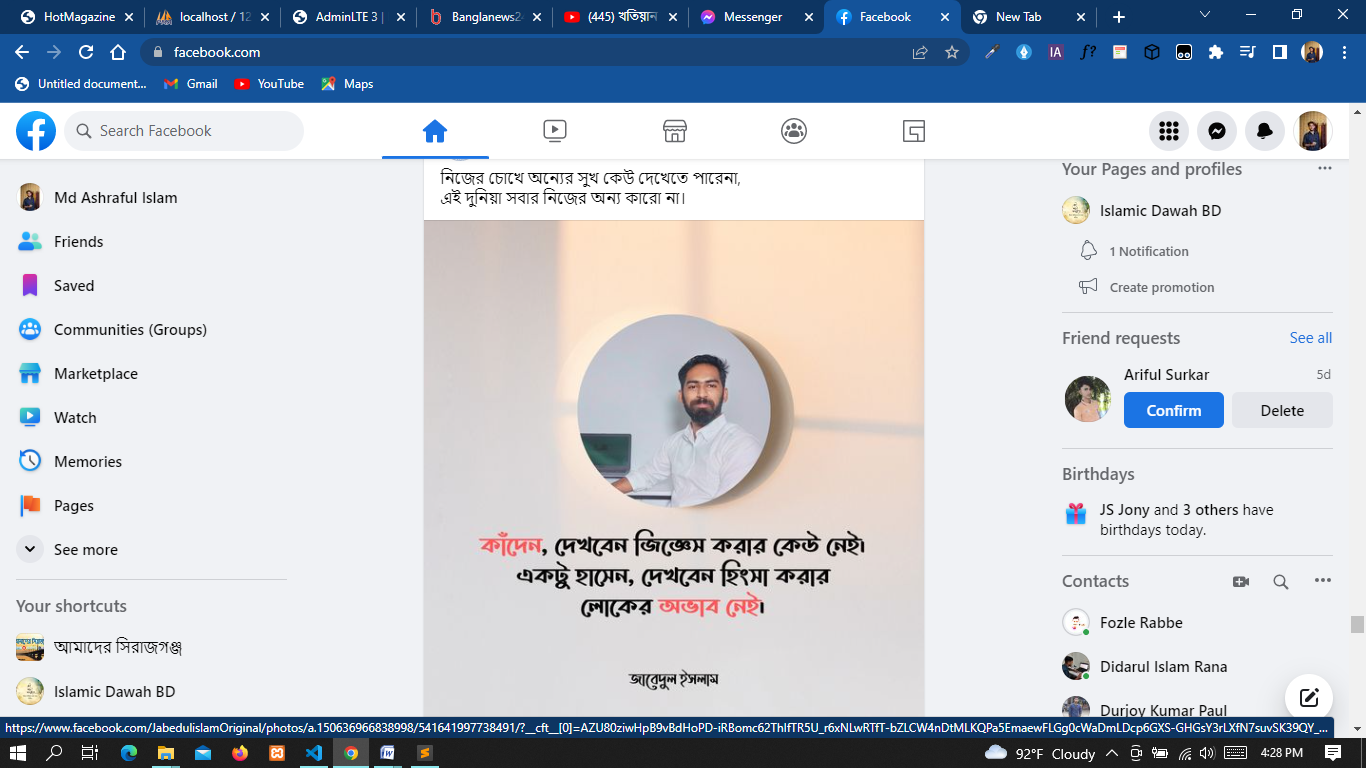 HotMagazine
localhost / 12
AdminLTE 3 |
Banglanews24
(445) খতিয়ান
Messenger
Facebook
New Tab
facebook.com
IA
f?
Untitled document...
Gmail
YouTube
Maps
Search Facebook
Md Ashraful Islam
Friends
Saved
Communities (Groups)
Marketplace
Watch
Memories
Pages
See more
Your shortcuts
আমাদের সিরাজগঞ্জ
Islamic Dawah BD
নিজের চোখে অন্যের সুখ কেউ দেখেতে পারেনা,
এই দুনিয়া সবার নিজের অন্য কারো না।
কাঁদেন, দেখবেন জিজ্ঞেস করার কেউ নেই।
একটু হাসেন, দেখবেন হিংসা করার
লোকের অভাব নেই।
জাবেদুল ইসলাম
Your Pages and profiles
Islamic Dawah BD
1 Notification
Create promotion
Friend requests
See all
Ariful Surkar
5d
Confirm
Delete
Birthdays
JS Jony and 3 others have
birthdays today.
Contacts
Fozle Rabbe
Didarul Islam Rana
Durjoy Kumar Paul
https://www.facebook.com/JabedulislamOriginal/photos/a.150636966838998/541641997738491/?__cft__[0]=AZU80ziwHpB9vBdHoPD-iRBomc62ThIfTR5U_r6xNLwRTfT-bZLCW4nDtMLKQPa5EmaewFLGg0cWaDmLDcp6GXS-GHGsY3rLXfN7suvSK39QY_...
92°F Cloudy
4:28 PM